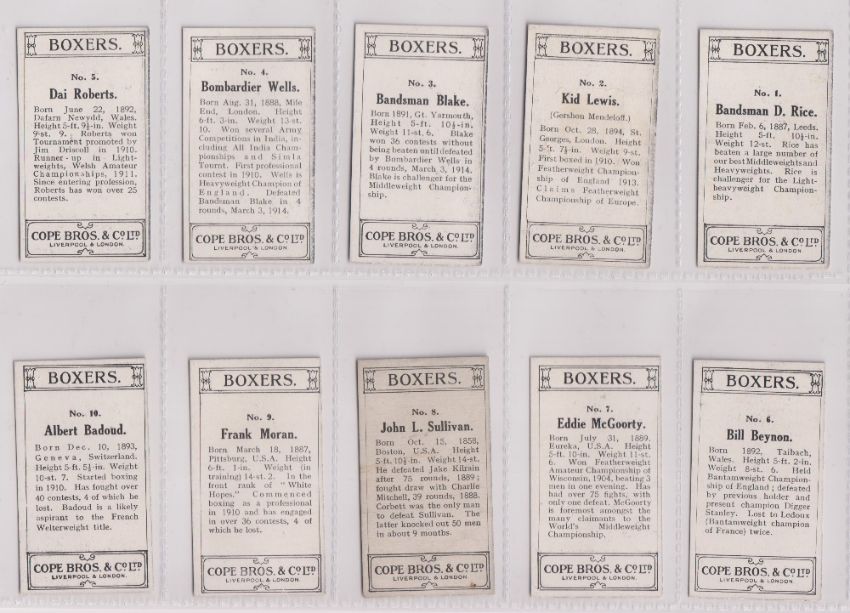 BOXERS.
No. 5.
Dai Roberts.
Born June 22, 1892,
Dafarn Newydd, Wales.
Height 5-ft. 9½-in. Weight
9-st. 9. Roberts won
Tournament promoted by
Jim Driscoll in 1910.
Runner-up in Light-
weights, Welsh Amateur
Championships, 1911.
Since entering profession,
Roberts has won over 25
contests.
COPE BROS. & CO LTD
LIVERPOOL & LONDON.
BOXERS.
No. 4.
Bombardier Wells.
Born Aug. 31, 1888, Mile
End, London. Height
6-ft. 3-in. Weight 13-st.
10. Won several Army
Competitions in India, in-
cluding All India Cham-
pionships and Simla
Tournt. First professional
contest in 1910. Wells is
Heavyweight Champion of
England. Defeated
Bandsman Blake in 4
rounds, March 3, 1914.
COPE BROS. & CO LTD
LIVERPOOL & LONDON.
BOXERS.
No. 3.
Bandsman Blake.
Born 1891, Gt. Yarmouth,
Height 5-ft. 10½-in.
Weight 11-st. 6. Blake
won 36 contests without
being beaten until defeated
by Bombardier Wells in
4 rounds, March 3, 1914.
Blake is challenger for the
Middleweight Champion-
ship.
COPE BROS. & CO LTD
LIVERPOOL & LONDON.
BOXERS.
No. 2.
Kid Lewis.
(Gershon Mendeloff.)
Born Oct. 28, 1894, St.
Georges, London. Height
5-ft. 7½-in. Weight 9-st.
First boxed in 1910. Won
Featherweight Champion-
ship of England 1913.
Claims Featherweight
Championship of Europe.
COPE BROS. & CO LTD
LIVERPOOL & LONDON.
BOXERS.
No. 1.
Bandsman D. Rice.
Born Feb. 6, 1887, Leeds.
Height 5-ft. 10½-in.
Weight 12-st. Rice has
beaten a large number of
our best Middleweights and
Heavyweights. Rice is
challenger for the Light-
heavyweight Champion-
ship.
COPE BROS. & CO LTD
LIVERPOOL & LONDON.
BOXERS.
No. 10.
Albert Badoud.
Born Dec. 10, 1893,
Geneva, Switzerland.
Height 5-ft. 5½-in. Weight
10-st. 7. Started boxing
in 1910. Has fought over
40 contests, 4 of which he
lost. Badoud is a likely
aspirant to the French
Welterweight title.
COPE BROS. & CO LTD
LIVERPOOL & LONDON.
BOXERS.
No. 9.
Frank Moran.
Born March 18, 1887,
Pittsburg, U.S.A. Height
6-ft. 1-in. Weight (in
training) 14-st. 2. In the
front rank of "White
Hopes." Commenced
boxing as a professional
in 1910 and has engaged
in over 36 contests, 4 of
which he lost.
COPE BROS. & CO LTD
LIVERPOOL & LONDON.
BOXERS.
No. 8.
John L. Sullivan.
Born Oct. 15, 1858,
Boston, U.S.A. Height
5-ft. 10½-in. Weight 14-st.
He defeated Jake Kilrain
after 75 rounds, 1889;
fought draw with Charlie
Mitchell, 39 rounds, 1888.
Corbett was the only man
to defeat Sullivan. The
latter knocked out 50 men
in about 9 months.
COPE BROS. & CO LTD
LIVERPOOL & LONDON.
BOXERS.
No. 7.
Eddie McGoorty.
Born July 31, 1889.
Eureka, U.S.A. Height
5-ft. 10-in. Weight 11-st.
6. Won Featherweight
Amateur Championship of
Wisconsin, 1904, beating 3
men in one evening. Has
had over 75 fights, with
only one defeat. McGoorty
is foremost amongst the
many claimants to the
World's Middleweight
Championship.
COPE BROS. & CO LTD
LIVERPOOL & LONDON.
BOXERS.
No. 6.
Bill Beynon.
Born 1892, Taibach,
Wales. Height 5-ft. 2-in.
Weight 8-st. 6. Held
Bantamweight Champion-
ship of England; defeated
by previous holder and
present champion Digger
Stanley. Lost to Ledoux
(Bantamweight champion
of France) twice.
COPE BROS. & CO LTD
LIVERPOOL & LONDON.